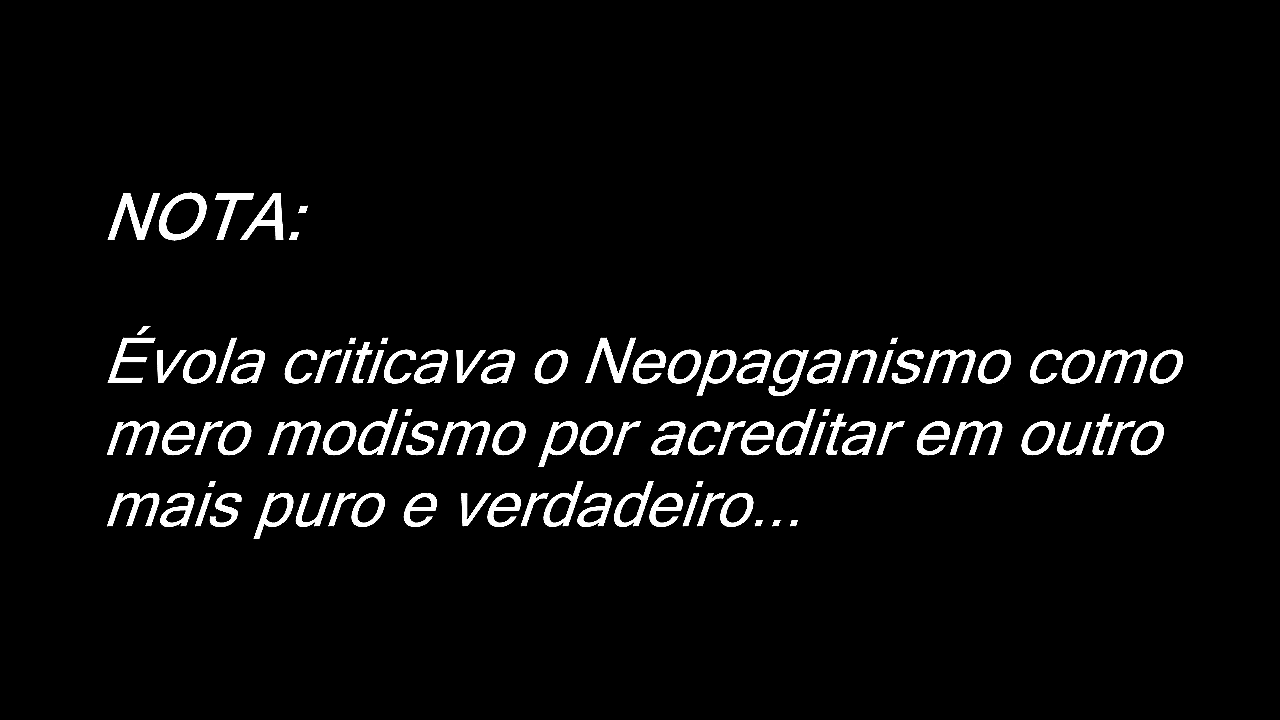 NOTA:
Évola criticava o Neopaganismo como
mero modismo por acreditar em outro
mais puro e verdadeiro...